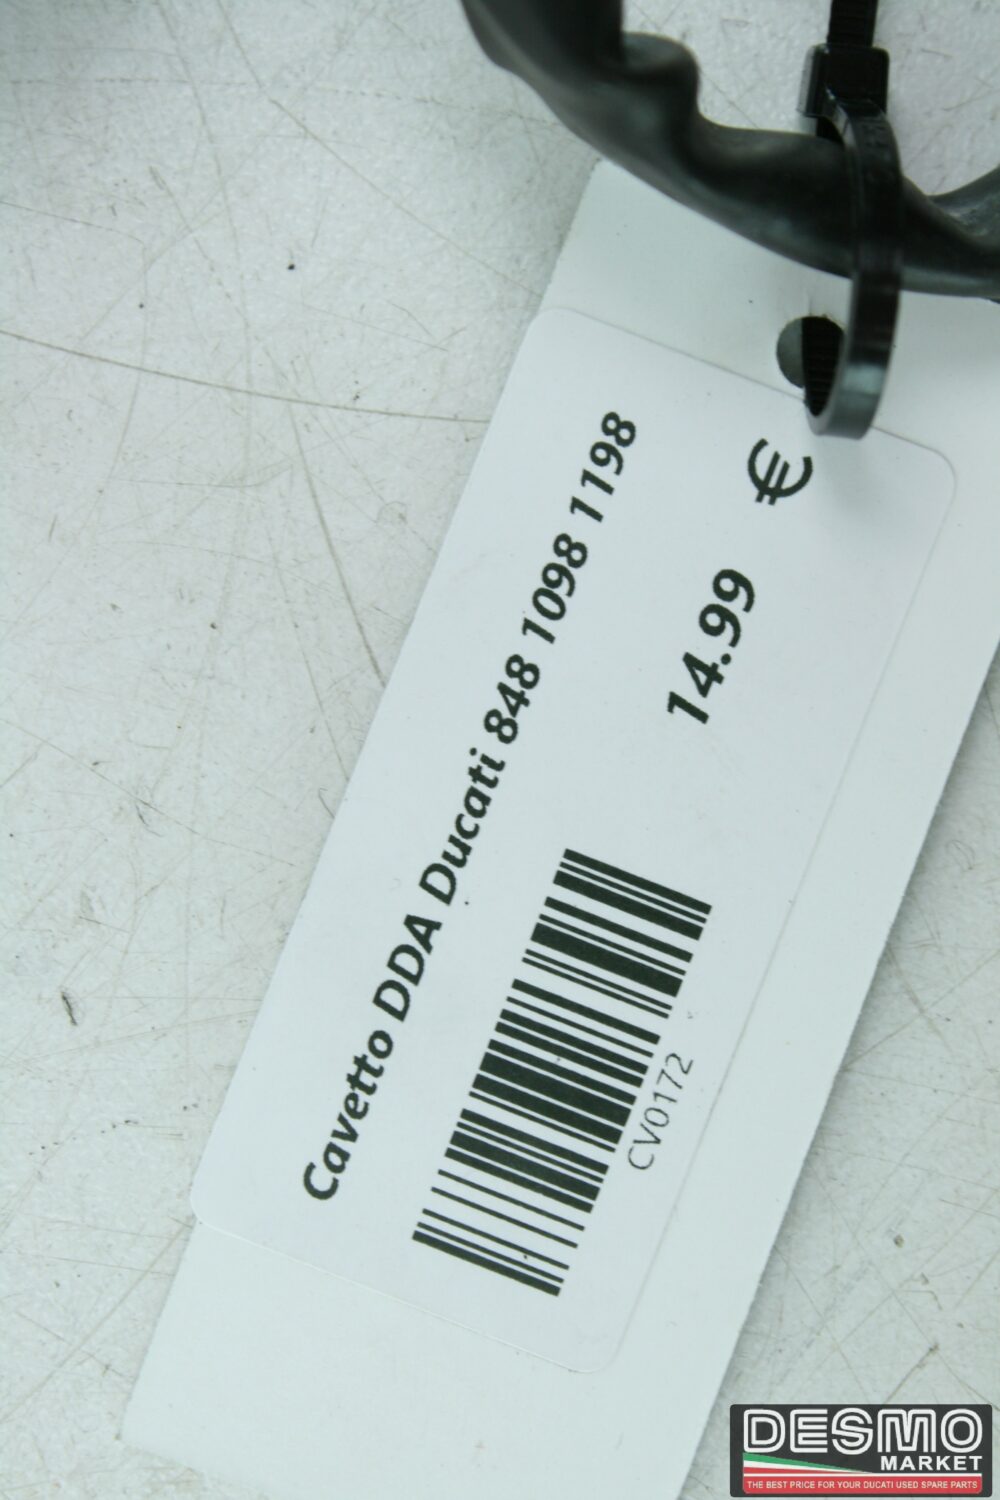 Cavetto DDA Ducati 848 1098 1198
14.99 €
CV0172
DESMO
MARKET
THE BEST PRICE FOR YOUR DUCATI USED SPARE PARTS